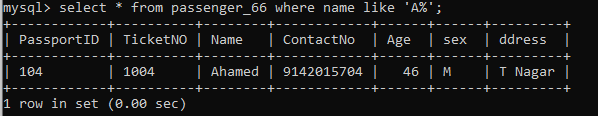 mysql> select * from passenger_66 where name like 'A%';
+------------+----------+--------+------------+------+------+---------+
| PassportID | TicketNO | Name   | ContactNo  | Age  | sex  | ddress  |
+------------+----------+--------+------------+------+------+---------+
| 104        | 1004     | Ahamed | 9142015704 |   46 | M    | T Nagar |
+------------+----------+--------+------------+------+------+---------+
1 row in set (0.00 sec)